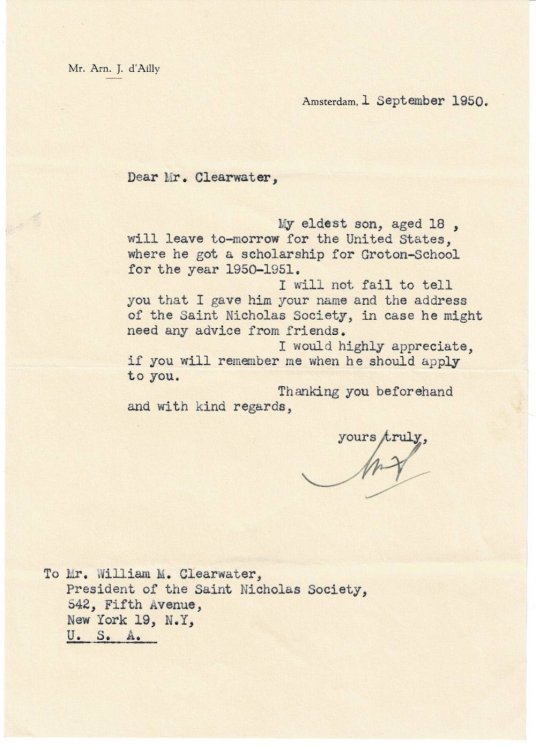 Mr. Arn. J. d'Ailly
Amsterdam, 1 September 1950.
Dear Mr. Clearwater,
My eldest son, aged 18 ,
will leave to-morrow for the United States,
where he got a scholarship for Groton-School
for the year 1950-1951.
I will not fail to tell
you that I gave him your name and the address
of the Saint Nicholas Society, in case he might
need any advice from friends.
I would highly appreciate,
if you will remember me when he should apply
to you.
Thanking you beforehand
and with kind regards,
yours truly,
To Mr. William M. Clearwater,
President of the Saint Nicholas Society,
542, Fifth Avenue,
New York 19, N.Y,
U. S. A.